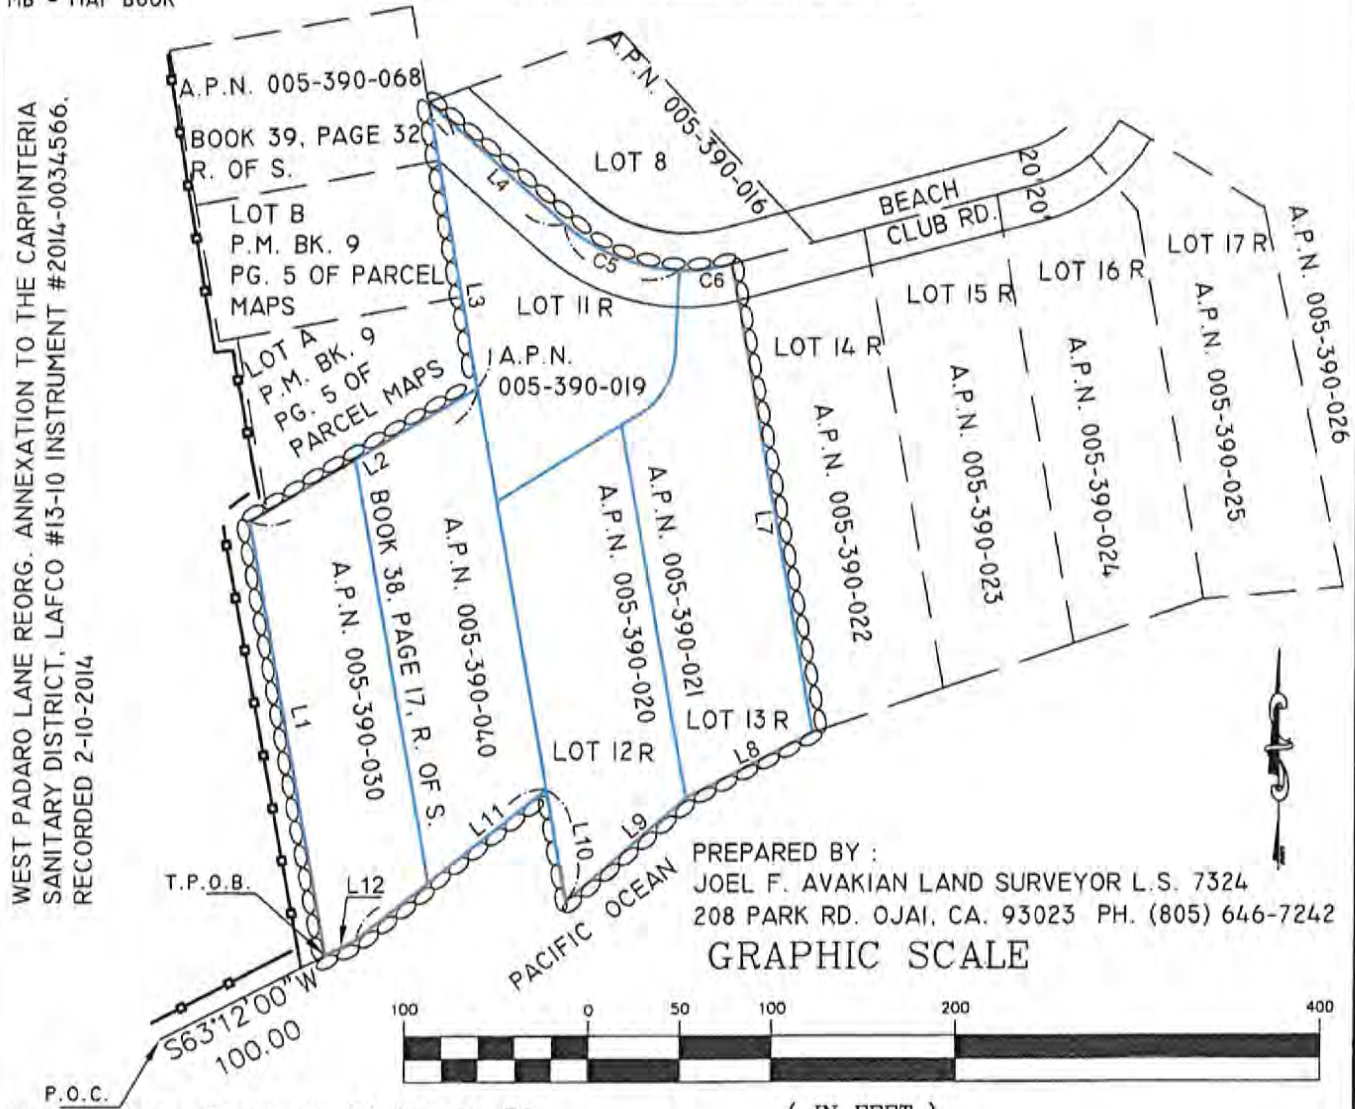 MB - MAP BOOK
WEST PADARO LANE REORG. ANNEXATION TO THE CARPINTERIA
SANITARY DISTRICT. LAFCO #13-10 INSTRUMENT #2014-0034566.
RECORDED 2-10-2014
A.P.N. 005-390-068
BOOK 39, PAGE 32
R. OF S.
LOT B
P.M. BK. 9
PG. 5 OF PARCEL
MAPS
LOT A
P.M. BK. 9
PG. 5 OF
PARCEL MAPS
A.P.N. 005-390-016
LOT 8
L4
C5
C6
L3
BEACH
CLUB RD.
20'
20'
LOT 11 R
A.P.N.
005-390-019
LOT 14 R
LOT 15 R
LOT 16 R
LOT 17 R
A.P.N. 005-390-022
A.P.N. 005-390-023
A.P.N. 005-390-024
A.P.N. 005-390-025
A.P.N. 005-390-026
L2
L1
A.P.N. 005-390-030
BOOK 38. PAGE 17, R. OF S.
A.P.N. 005-390-040
A.P.N. 005-390-020
A.P.N. 005-390-021
L7
LOT 12R
LOT 13 R
L8
L9
L10
L11
L12
T.P.O.B.
PACIFIC OCEAN
S63°12'00"W
100.00
P.O.C.
PREPARED BY :
JOEL F. AVAKIAN LAND SURVEYOR L.S. 7324
208 PARK RD. OJAI, CA. 93023 PH. (805) 646-7242
GRAPHIC SCALE
100 0 50 100 200 400
( IN FEET )